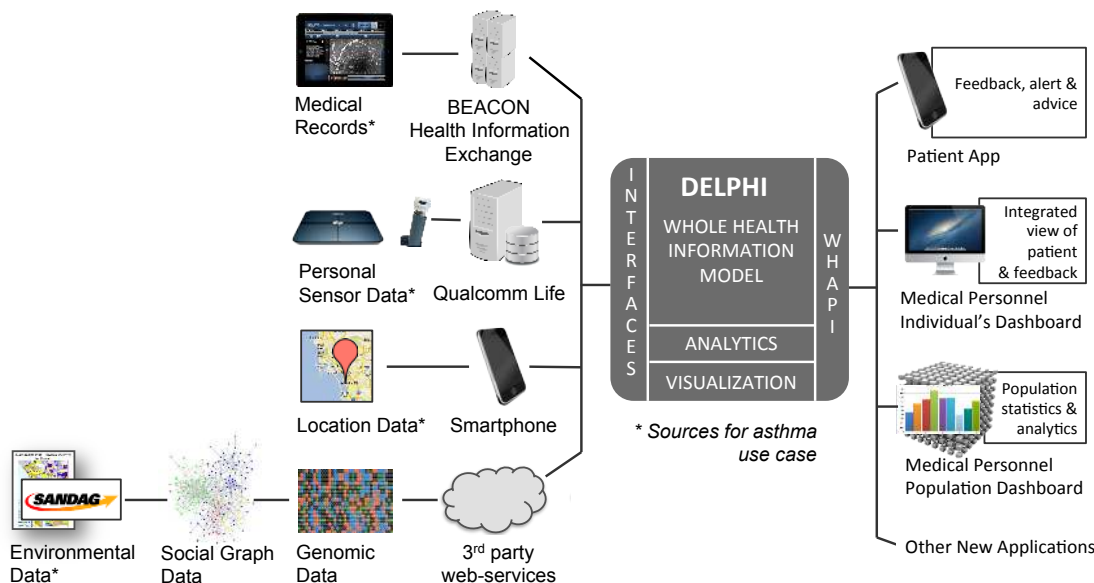 Medical
Records*
BEACON
Health Information
Exchange
Personal
Sensor Data*
Qualcomm Life
Location Data*
Smartphone
SANDAG
Environmental
Data*
Social Graph
Data
Genomic
Data
3rd party
web-services
INTERFACES
DELPHI
WHOLE HEALTH
INFORMATION
MODEL
ANALYTICS
VISUALIZATION
WHAPI
* Sources for asthma
use case
Feedback, alert &
advice
Patient App
Integrated
view of
patient
& feedback
Medical Personnel
Individual's Dashboard
Population
statistics &
analytics
Medical Personnel
Population Dashboard
Other New Applications